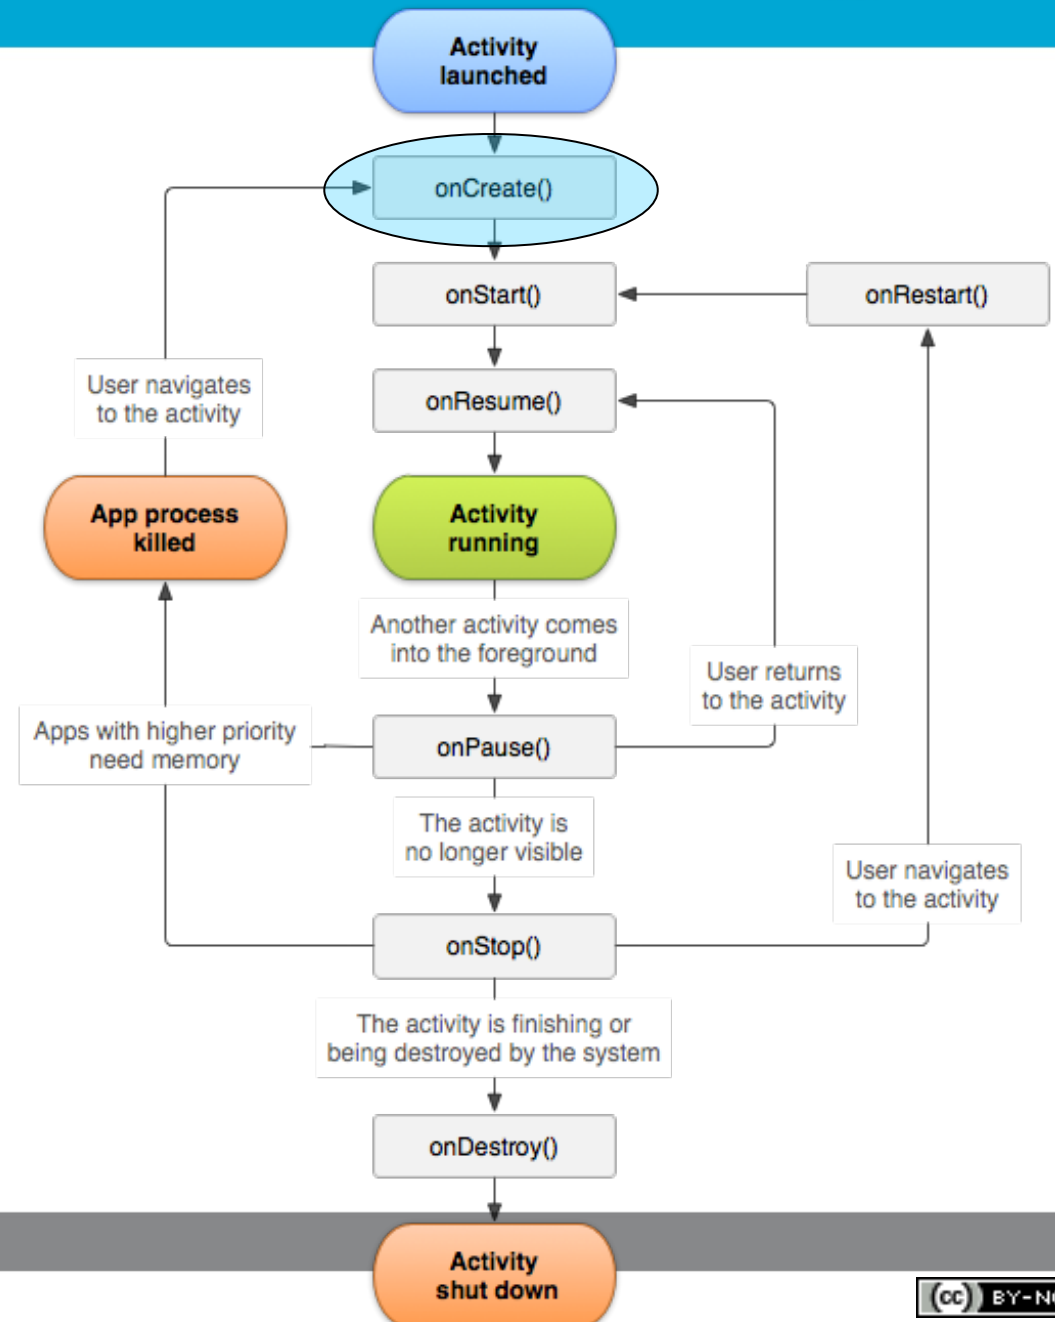 Activity
launched
onCreate()
onStart()
onRestart()
onResume()
User navigates
to the activity
App process
killed
Activity
running
Another activity comes
into the foreground
User returns
to the activity
Apps with higher priority
need memory
onPause()
The activity is
no longer visible
User navigates
to the activity
onStop()
The activity is finishing or
being destroyed by the system
onDestroy()
Activity
shut down
(cc) BY-N